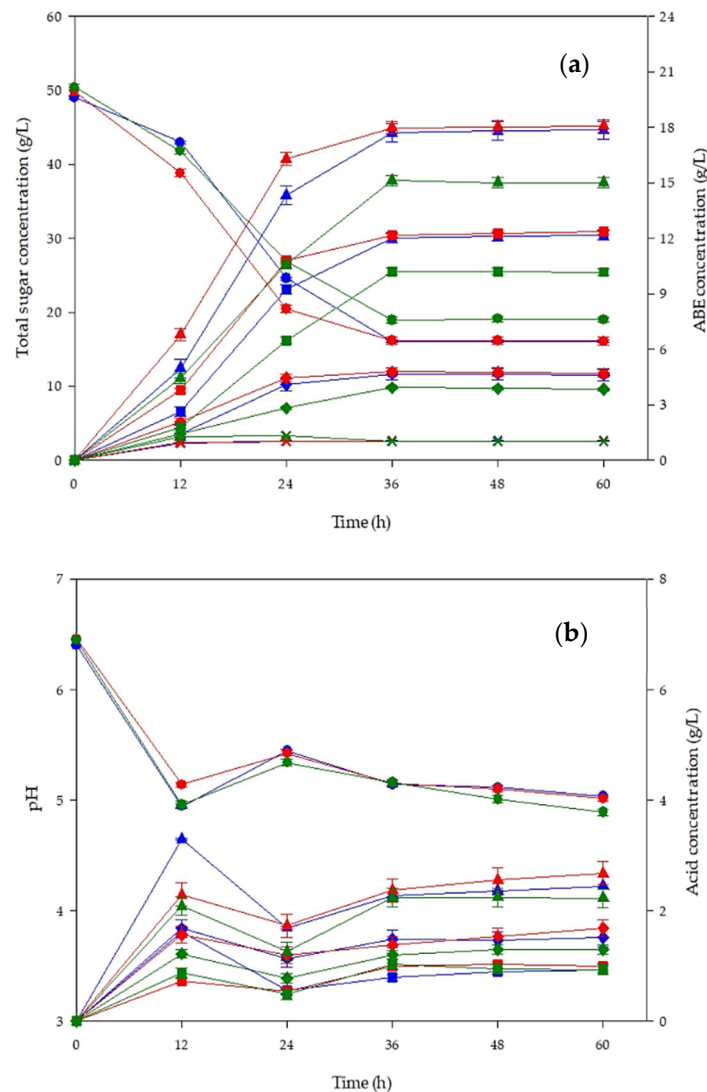 (a)
Total sugar concentration (g/L)
60
50
40
30
20
10
0
24
21
18
15
12
9
6
3
0
ABE concentration (g/L)
0 12 24 36 48 60
Time (h)
(b)
pH
7
6
5
4
3
8
6
4
2
0
Acid concentration (g/L)
0 12 24 36 48 60
Time (h)